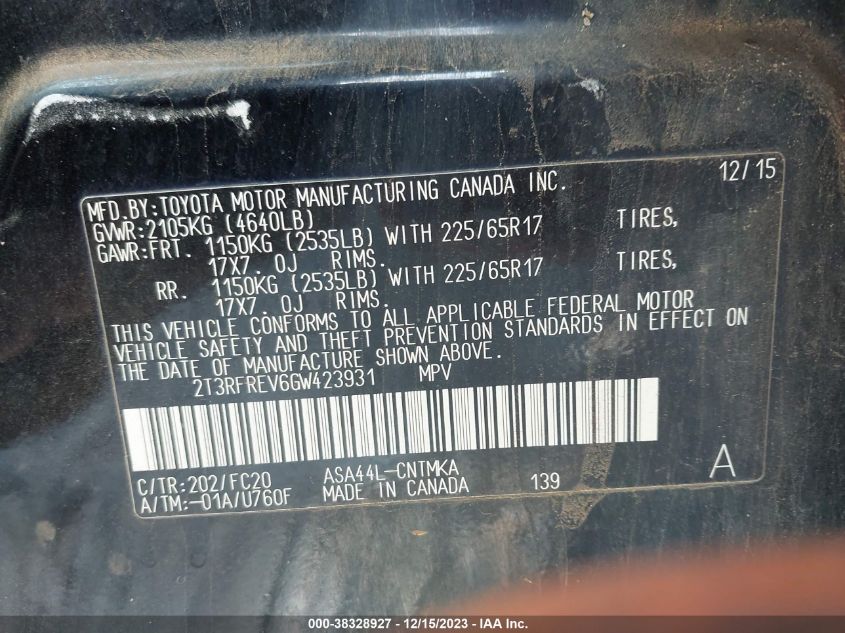 MFD.BY:TOYOTA MOTOR MANUFACTURING CANADA INC. 12/15
GVWR:2105KG (4640LB)
GAWR:FRT. 1150KG (2535LB) WITH 225/65R17 TIRES,
17X7.0J RIMS.
RR. 1150KG (2535LB) WITH 225/65R17 TIRES,
17X7.0J RIMS.
THIS VEHICLE CONFORMS TO ALL APPLICABLE FEDERAL MOTOR
VEHICLE SAFETY AND THEFT PREVENTION STANDARDS IN EFFECT ON
THE DATE OF MANUFACTURE SHOWN ABOVE.
2T3RFREV6GW423931 MPV
C/TR:202/FC20 ASA44L-CNTMKA
A/TM:-01A/U760F MADE IN CANADA 139 A
000-38328927 - 12/15/2023 - IAA Inc.